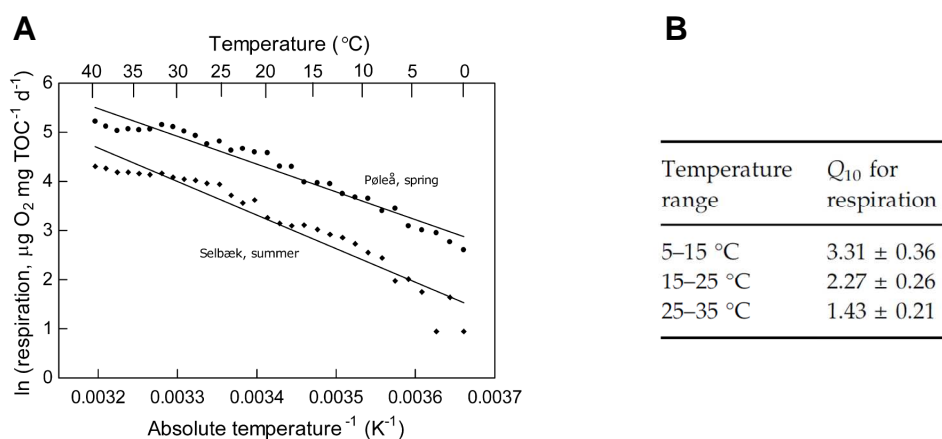 A
B
Temperature (°C)
40 35 30 25 20 15 10 5 0
ln (respiration, µg O₂ mg TOC⁻¹ d⁻¹)
6
5
4
3
2
1
0
Pøleå, spring
Selbæk, summer
0.0032 0.0033 0.0034 0.0035 0.0036 0.0037
Absolute temperature⁻¹ (K⁻¹)
Temperature Q₁₀ for
range respiration
5–15 °C 3.31 ± 0.36
15–25 °C 2.27 ± 0.26
25–35 °C 1.43 ± 0.21